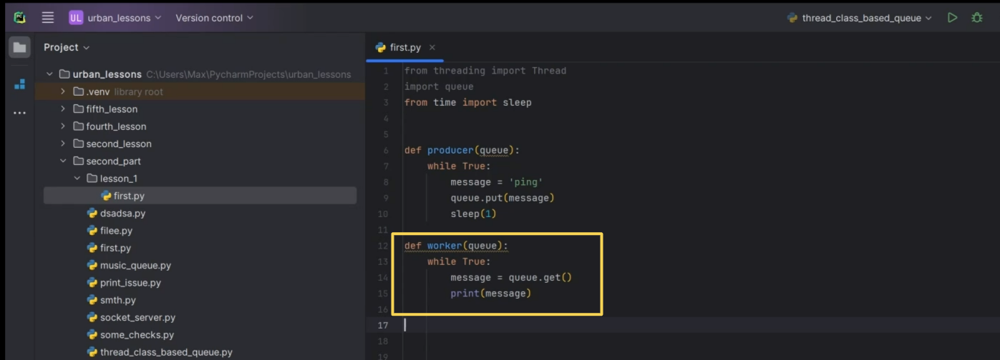 UL urban_lessons Version control thread_class_based_queue
Project
first.py
urban_lessons C:\Users\Max\PycharmProjects\urban_lessons
.venv library root
fifth_lesson
fourth_lesson
second_lesson
second_part
lesson_1
first.py
dsadsa.py
filee.py
first.py
music_queue.py
print_issue.py
smth.py
socket_server.py
some_checks.py
thread_class_based_queue.py
1 from threading import Thread
2 import queue
3 from time import sleep
4
5
6 def producer(queue):
7 while True:
8 message = 'ping'
9 queue.put(message)
10 sleep(1)
11
12 def worker(queue):
13 while True:
14 message = queue.get()
15 print(message)
16
17
18
19